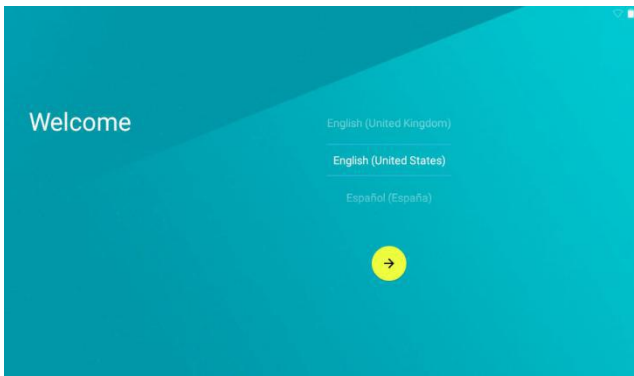 Welcome
English (United Kingdom)
English (United States)
Español (España)